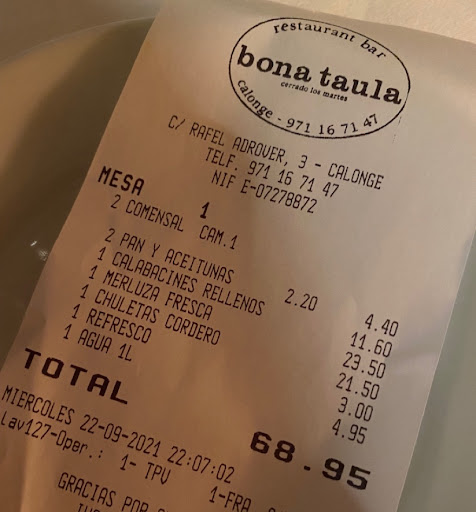 restaurant bar
bona taula
cerrado los martes
calonge - 971 16 71 47
C/ RAFEL ADROVER, 3 - CALONGE
TELF. 971 16 71 47
NIF E-07278872
MESA 1
2 COMENSAL CAM.1
2 PAN Y ACEITUNAS 2.20 4.40
1 CALABACINES RELLENOS 11.60
1 MERLUZA FRESCA 23.50
1 CHULETAS CORDERO 21.50
1 REFRESCO 3.00
1 AGUA 1L 4.95
TOTAL 68.95
MIERCOLES 22-09-2021 22:07:02
Lav127-Oper.: 1- TPV 1-FRA.
GRACIAS POR